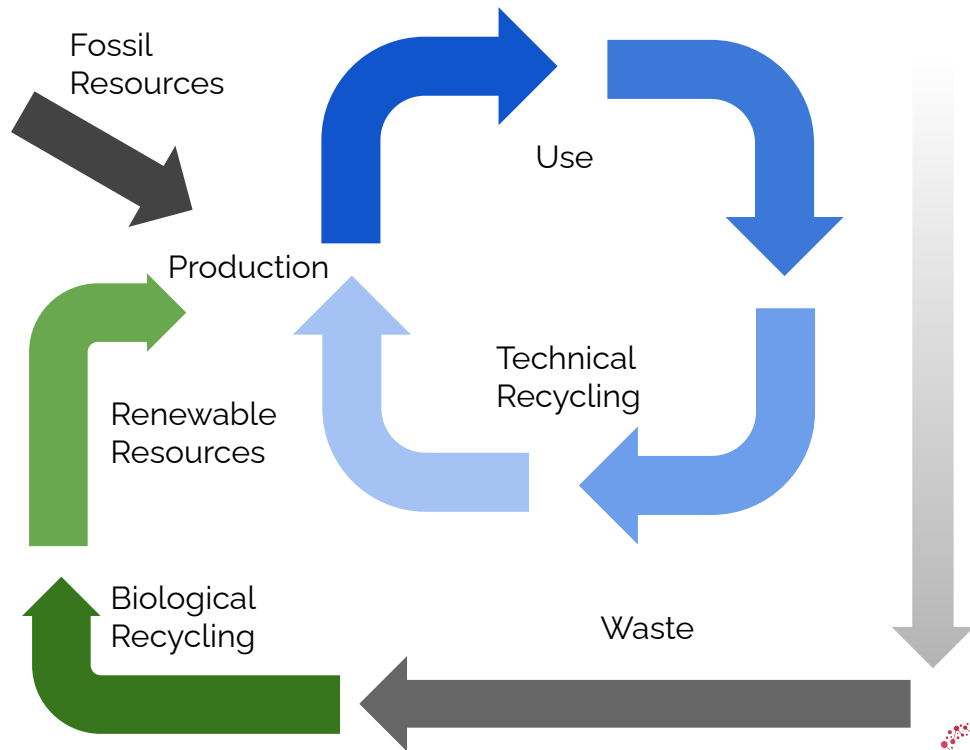 Fossil
Resources
Use
Production
Technical
Recycling
Renewable
Resources
Biological
Recycling
Waste